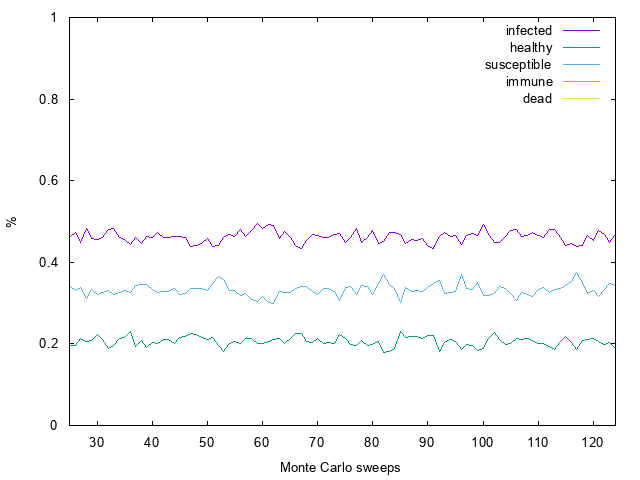 1
infected
healthy
susceptible
immune
dead
0.8
0.6
%
0.4
0.2
0
30 40 50 60 70 80 90 100 110 120
Monte Carlo sweeps